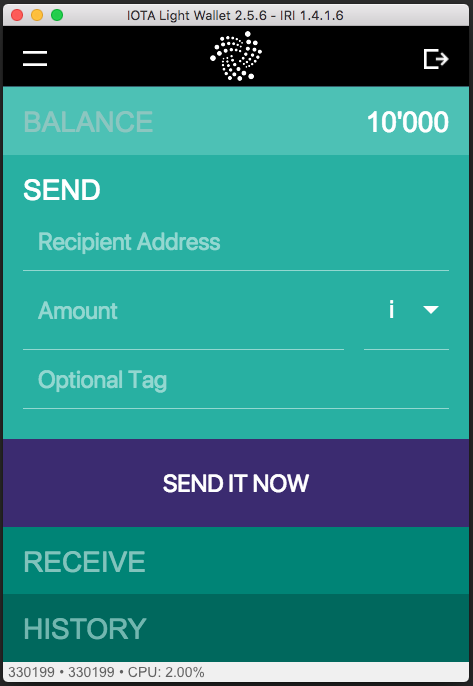 IOTA Light Wallet 2.5.6 - IRI 1.4.1.6
BALANCE 10'000
SEND
Recipient Address
Amount i
Optional Tag
SEND IT NOW
RECEIVE
HISTORY
330199 • 330199 • CPU: 2.00%